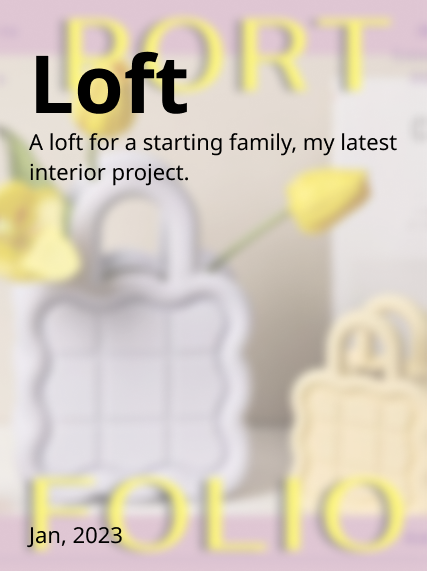 PORT
Loft
A loft for a starting family, my latest
interior project.
FOLIO
Jan, 2023